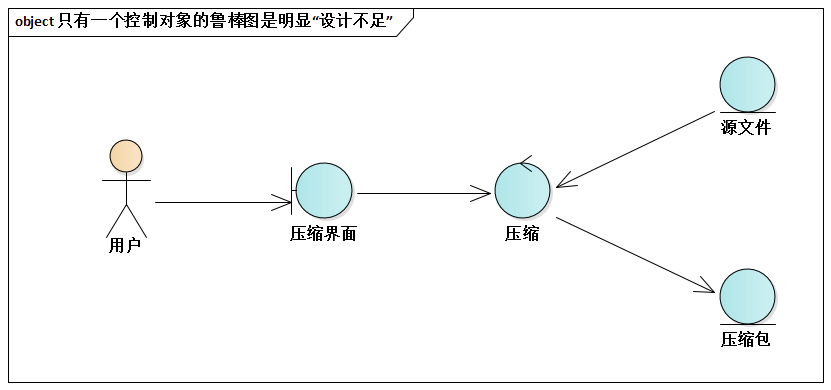 object 只有一个控制对象的鲁棒图是明显“设计不足”
源文件
用户
压缩界面
压缩
压缩包